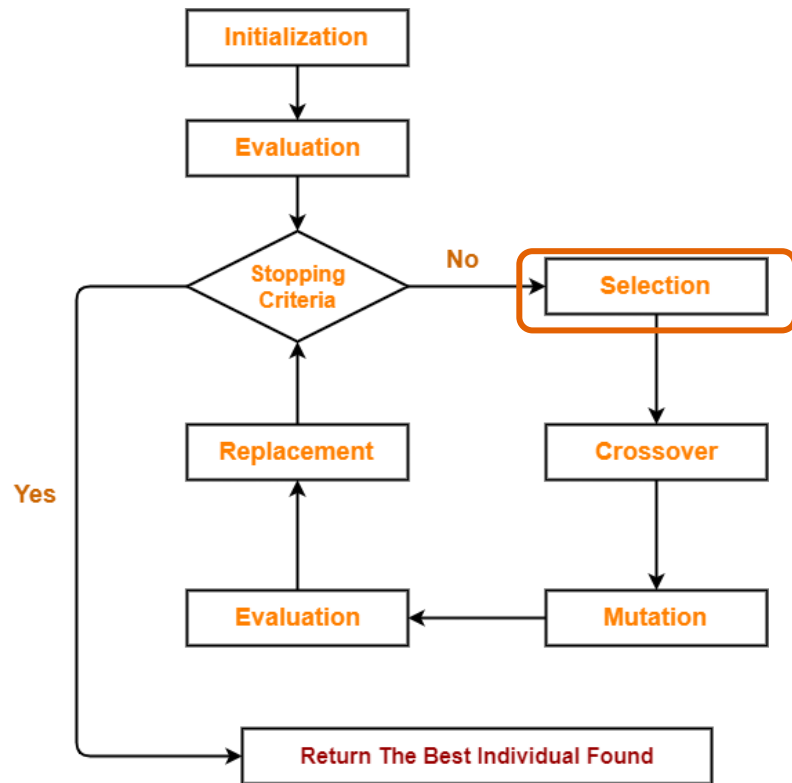 Initialization
Evaluation
Stopping
Criteria
No
Selection
Replacement
Crossover
Yes
Evaluation
Mutation
Return The Best Individual Found